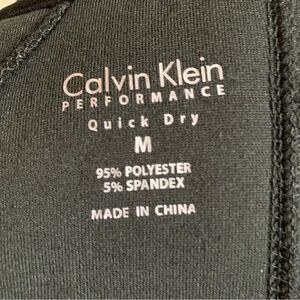 Calvin Klein
PERFORMANCE
Quick Dry
M
95% POLYESTER
5% SPANDEX
MADE IN CHINA